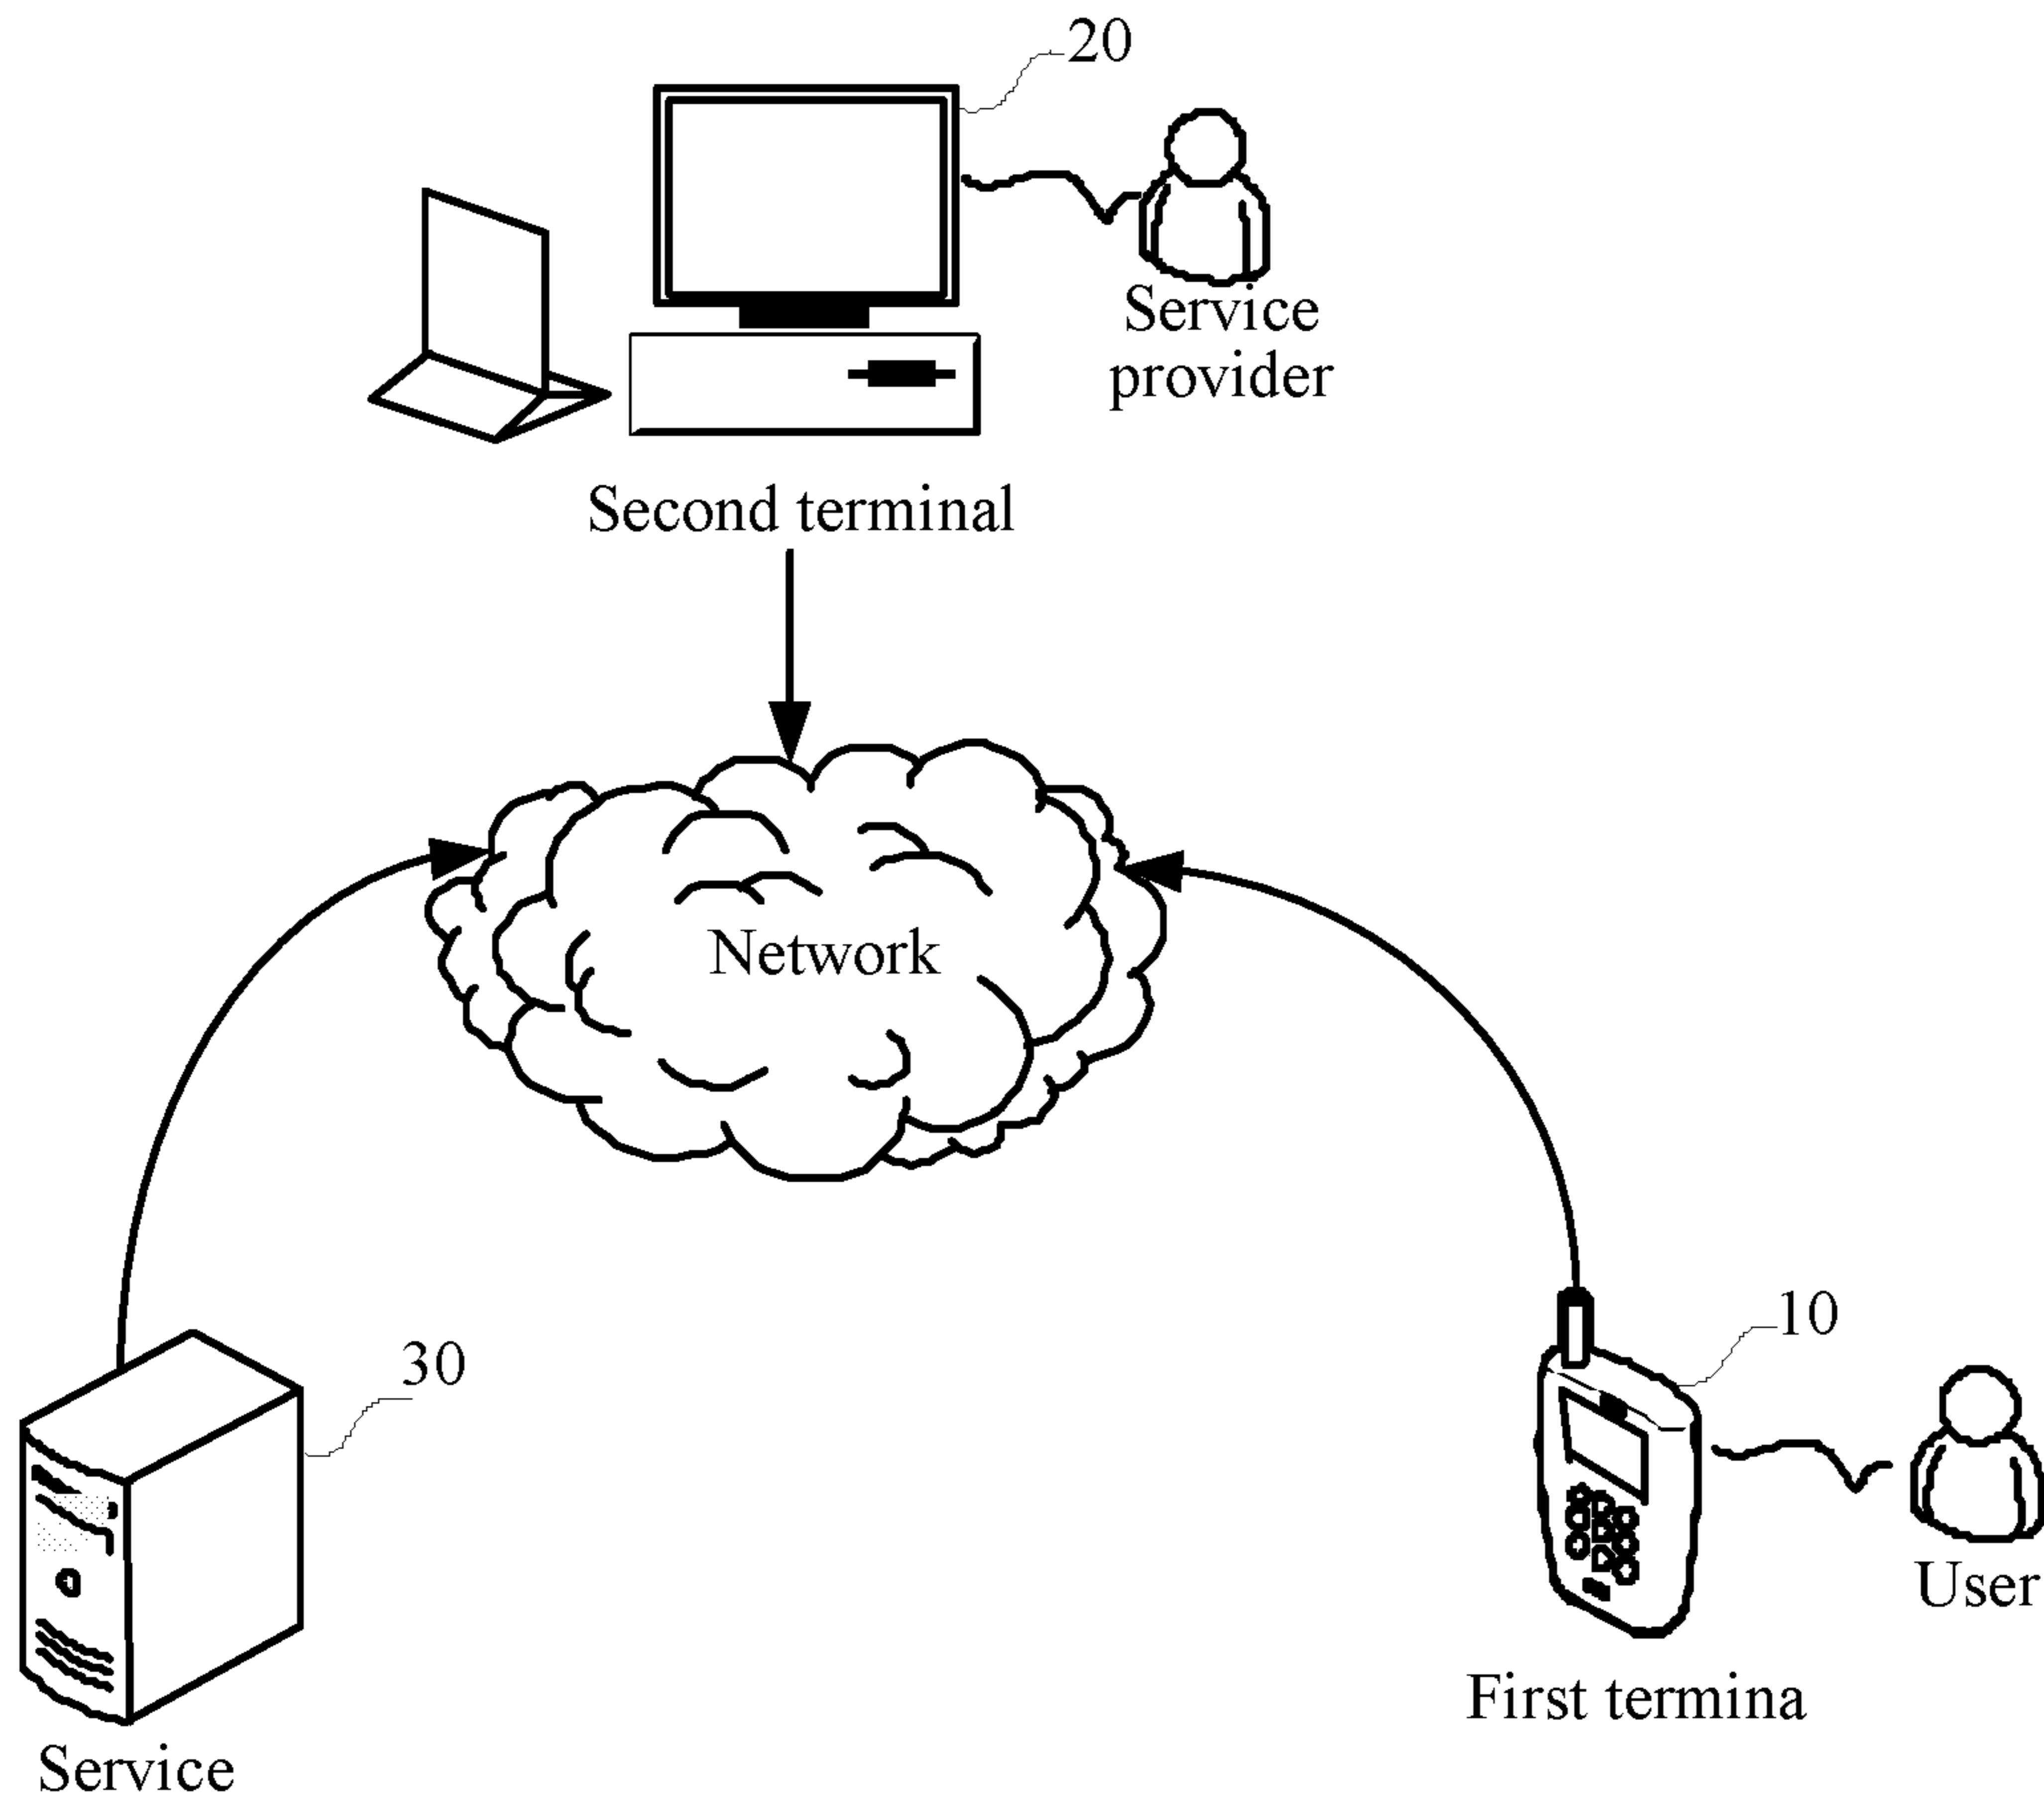 20
Service
provider
Second terminal
Network
10
30
User
First termina
Service